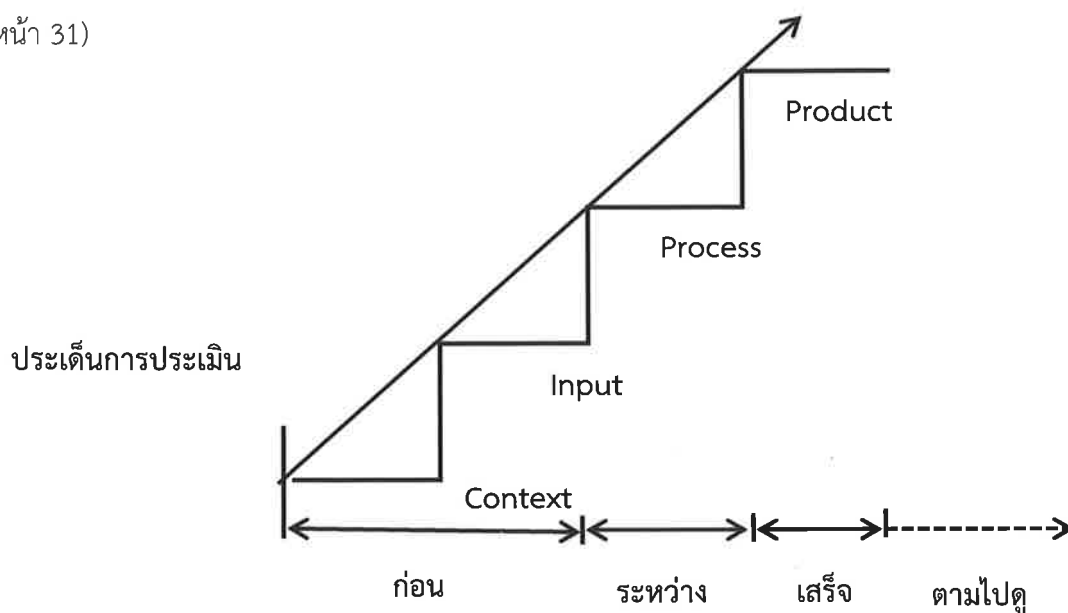 หน้า 31)
Product
Process
ประเด็นการประเมิน
Input
Context
ก่อน ระหว่าง เสร็จ ตามไปดู